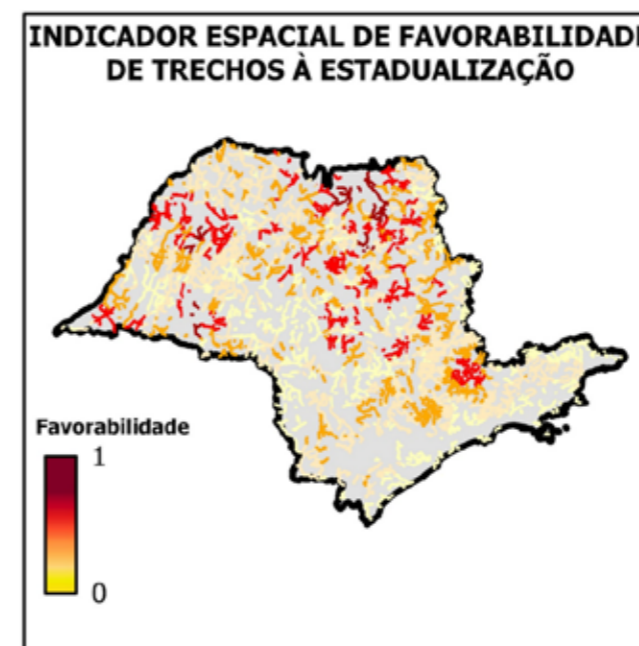 INDICADOR ESPACIAL DE FAVORABILIDADE
DE TRECHOS À ESTADUALIZAÇÃO
Favorabilidade
1
0